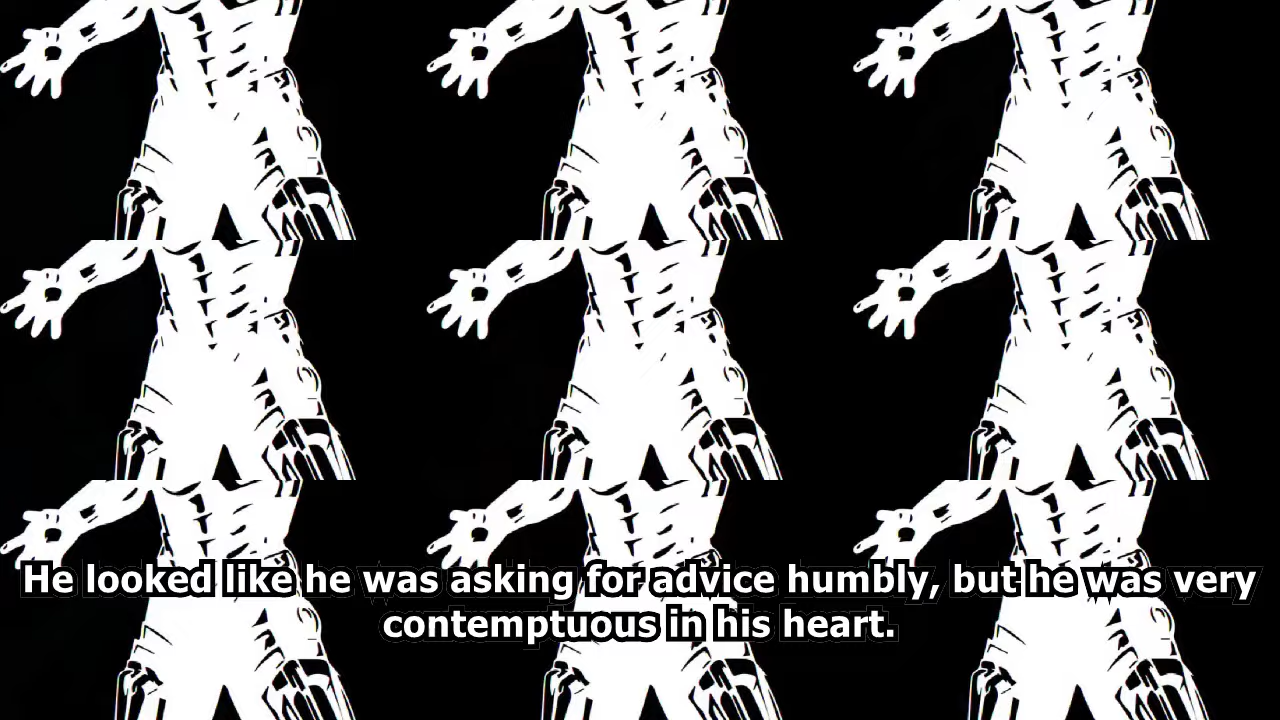 He looked like he was asking for advice humbly, but he was very
contemptuous in his heart.